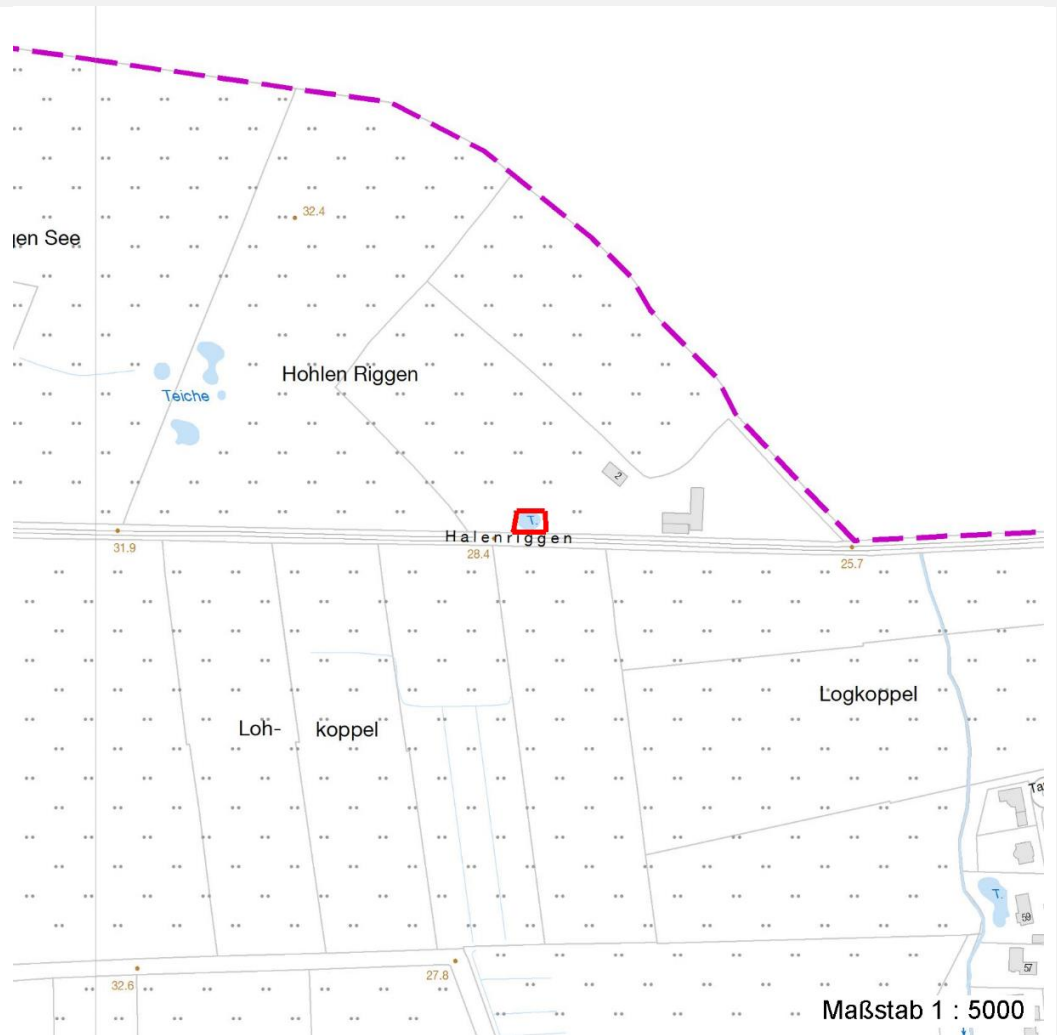 32.4
gen See
Hohlen Riggen
Teiche
2
T.
Halenriggen
31.9
28.4
25.7
Logkoppel
Loh- koppel
T.
59
57
27.8
32.6
Maßstab 1 : 5000